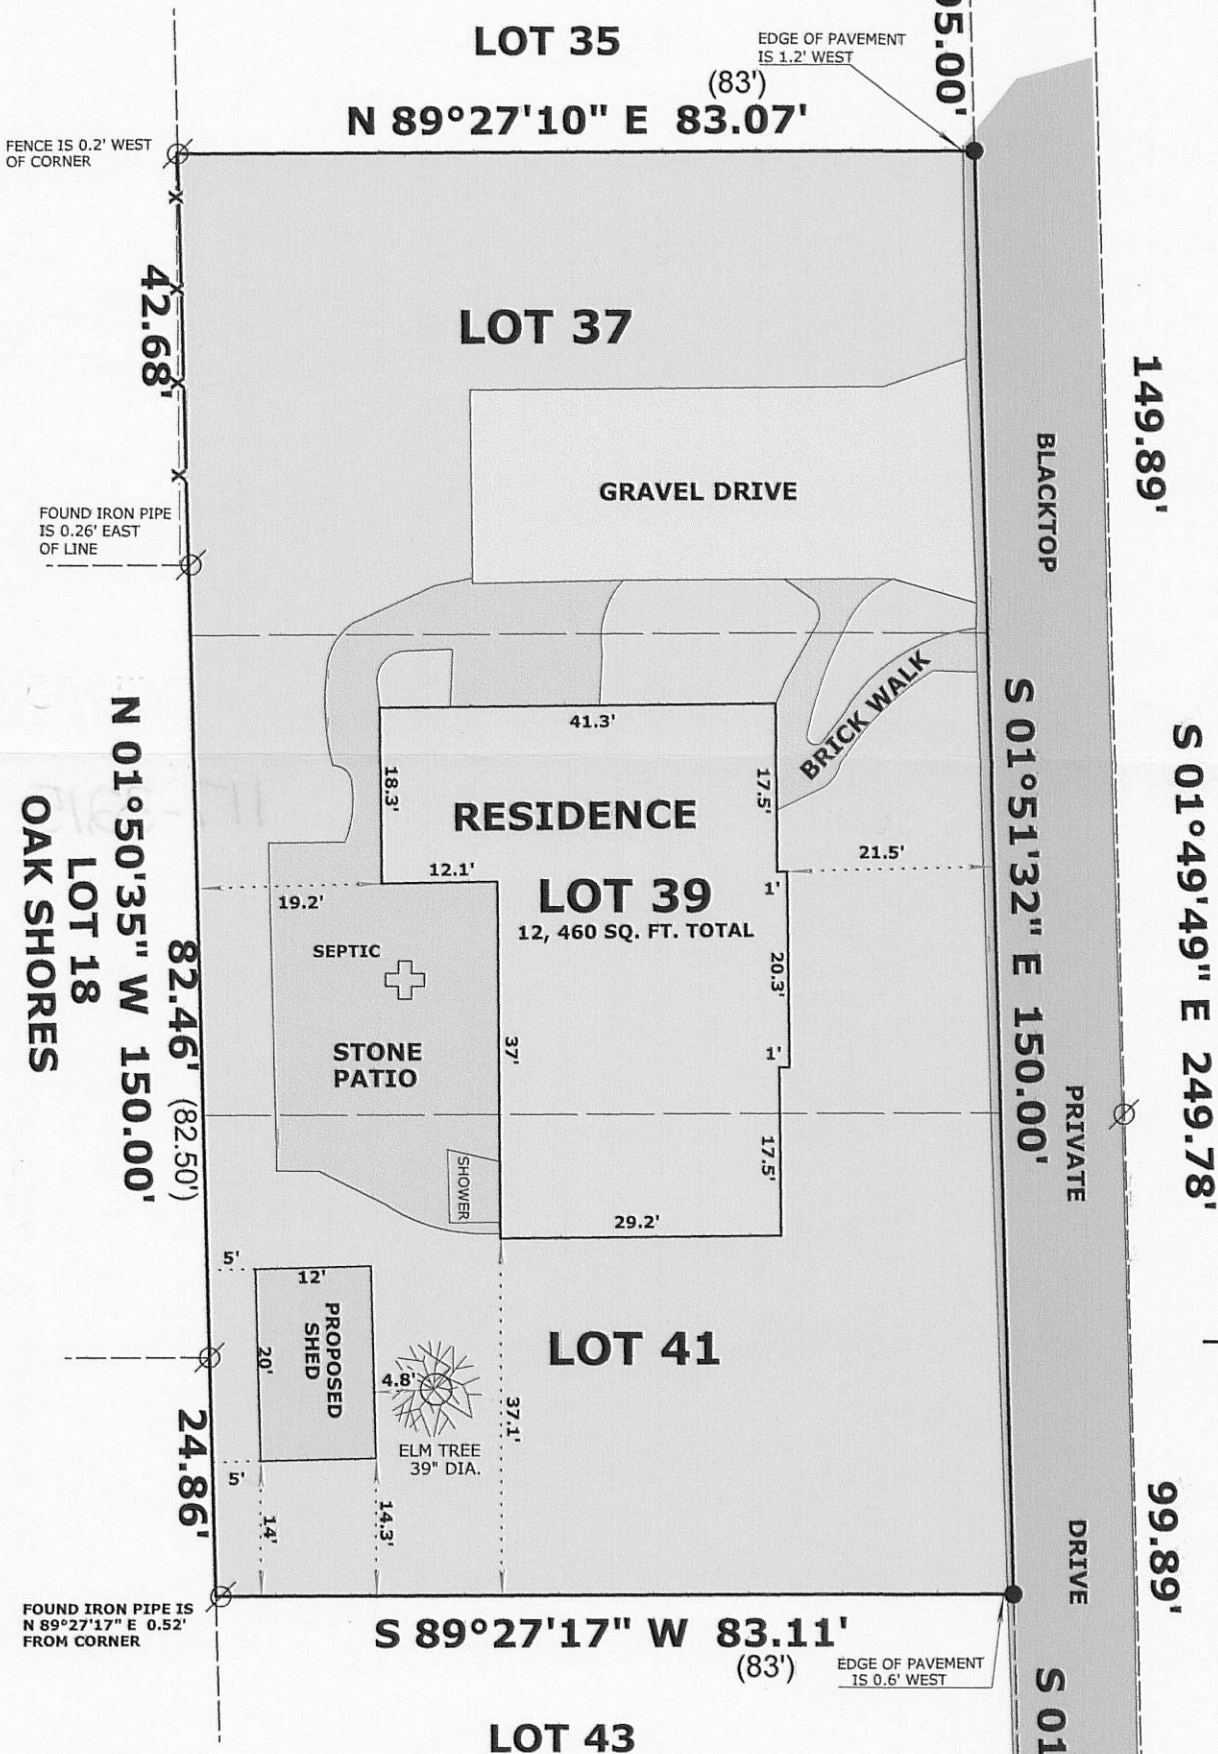 LOT 35
05.00'
EDGE OF PAVEMENT
IS 1.2' WEST
(83')
N 89°27'10" E 83.07'
FENCE IS 0.2' WEST
OF CORNER
42.68'
LOT 37
149.89'
GRAVEL DRIVE
BLACKTOP
FOUND IRON PIPE
IS 0.26' EAST
OF LINE
BRICK WALK
41.3'
18.3'
17.5'
RESIDENCE
12.1'
21.5'
1'
LOT 39
12, 460 SQ. FT. TOTAL
19.2'
SEPTIC
20.3'
STONE
PATIO
37'
1'
S 01°51'32" E 150.00'
S 01°49'49" E 249.78'
N 01°50'35" W 150.00'
LOT 18
OAK SHORES
82.46' (82.50')
PRIVATE
17.5'
SHOWER
29.2'
5'
12'
PROPOSED
SHED
20'
LOT 41
4.8'
37.1'
ELM TREE
39" DIA.
24.86'
5'
14'
14.3'
99.89'
DRIVE
FOUND IRON PIPE IS
N 89°27'17" E 0.52'
FROM CORNER
S 89°27'17" W 83.11'
(83')
EDGE OF PAVEMENT
IS 0.6' WEST
S 01
LOT 43